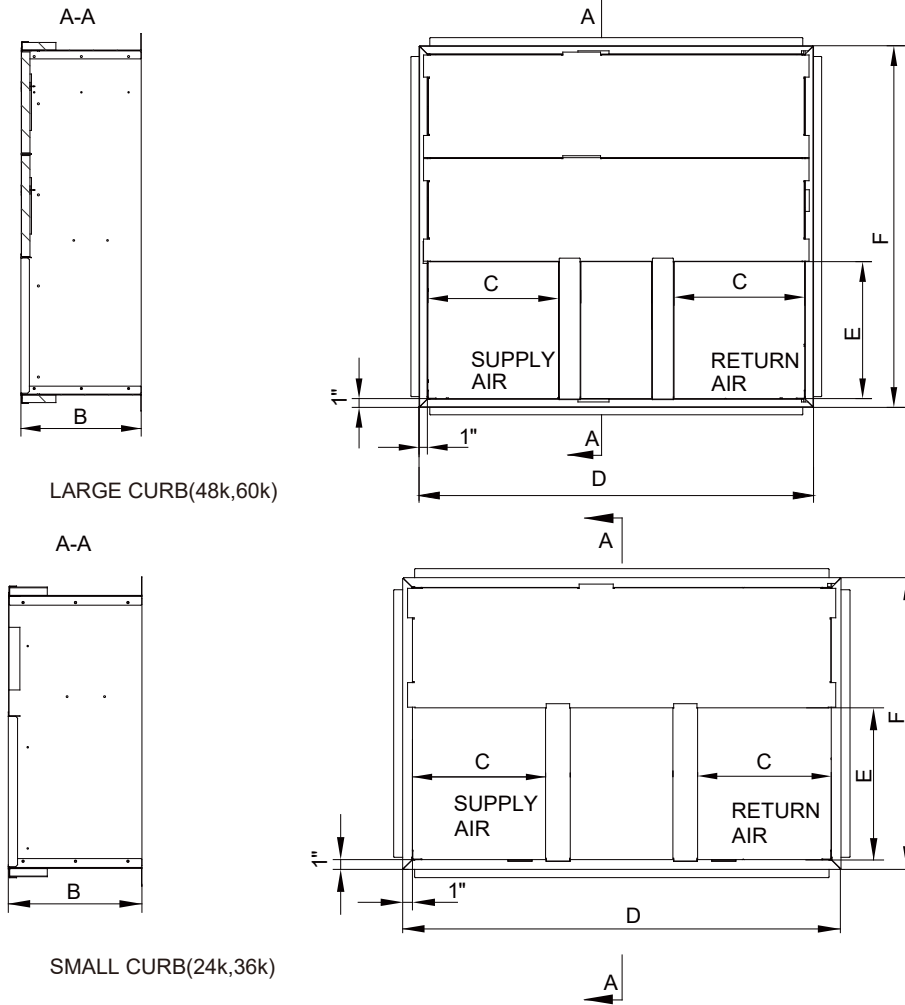 A-A
A
F
C
C
E
SUPPLY
AIR
RETURN
AIR
1"
1"
B
A
D
LARGE CURB(48k,60k)
A-A
A
F
C
C
E
SUPPLY
AIR
RETURN
AIR
1"
1"
B
D
SMALL CURB(24k,36k)
A